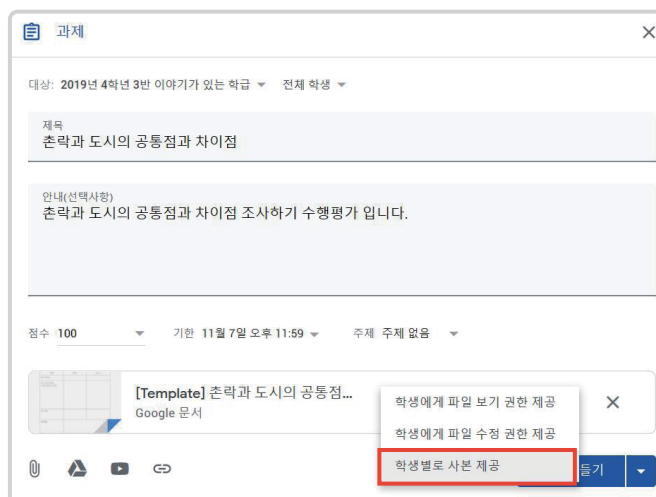 과제
대상: 2019년 4학년 3반 이야기가 있는 학급 전체 학생
제목
촌락과 도시의 공통점과 차이점
안내(선택사항)
촌락과 도시의 공통점과 차이점 조사하기 수행평가 입니다.
점수 100 기한 11월 7일 오후 11:59 주제 주제 없음
[Template] 촌락과 도시의 공통점...
Google 문서
학생에게 파일 보기 권한 제공
학생에게 파일 수정 권한 제공
학생별로 사본 제공
들기